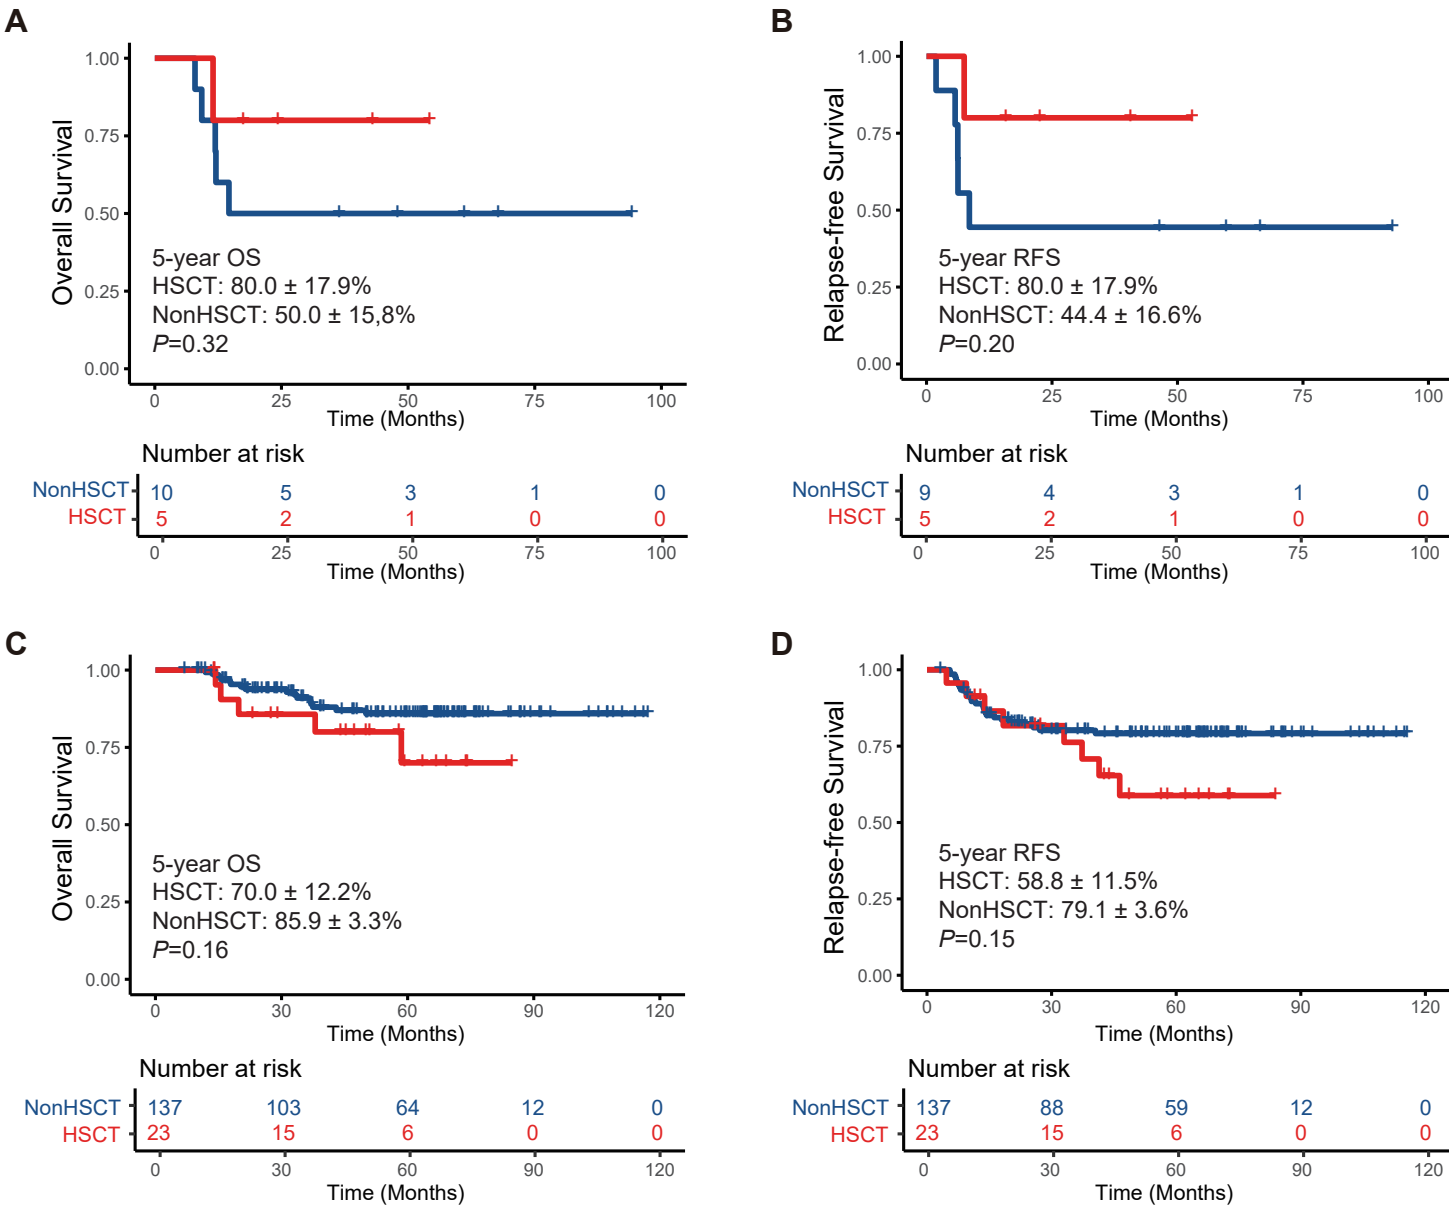 A
1.00
0.75
0.50
0.25
0.00
Overall Survival
5-year OS
HSCT: 80.0 ± 17.9%
NonHSCT: 50.0 ± 15,8%
P=0.32
0 25 50 75 100
Time (Months)
Number at risk
NonHSCT 10 5 3 1 0
HSCT 5 2 1 0 0
0 25 50 75 100
Time (Months)
B
1.00
0.75
0.50
0.25
0.00
Relapse-free Survival
5-year RFS
HSCT: 80.0 ± 17.9%
NonHSCT: 44.4 ± 16.6%
P=0.20
0 25 50 75 100
Time (Months)
Number at risk
NonHSCT 9 4 3 1 0
HSCT 5 2 1 0 0
0 25 50 75 100
Time (Months)
C
1.00
0.75
0.50
0.25
0.00
Overall Survival
5-year OS
HSCT: 70.0 ± 12.2%
NonHSCT: 85.9 ± 3.3%
P=0.16
0 30 60 90 120
Time (Months)
Number at risk
NonHSCT 137 103 64 12 0
HSCT 23 15 6 0 0
0 30 60 90 120
Time (Months)
D
1.00
0.75
0.50
0.25
0.00
Relapse-free Survival
5-year RFS
HSCT: 58.8 ± 11.5%
NonHSCT: 79.1 ± 3.6%
P=0.15
0 30 60 90 120
Time (Months)
Number at risk
NonHSCT 137 88 59 12 0
HSCT 23 15 6 0 0
0 30 60 90 120
Time (Months)